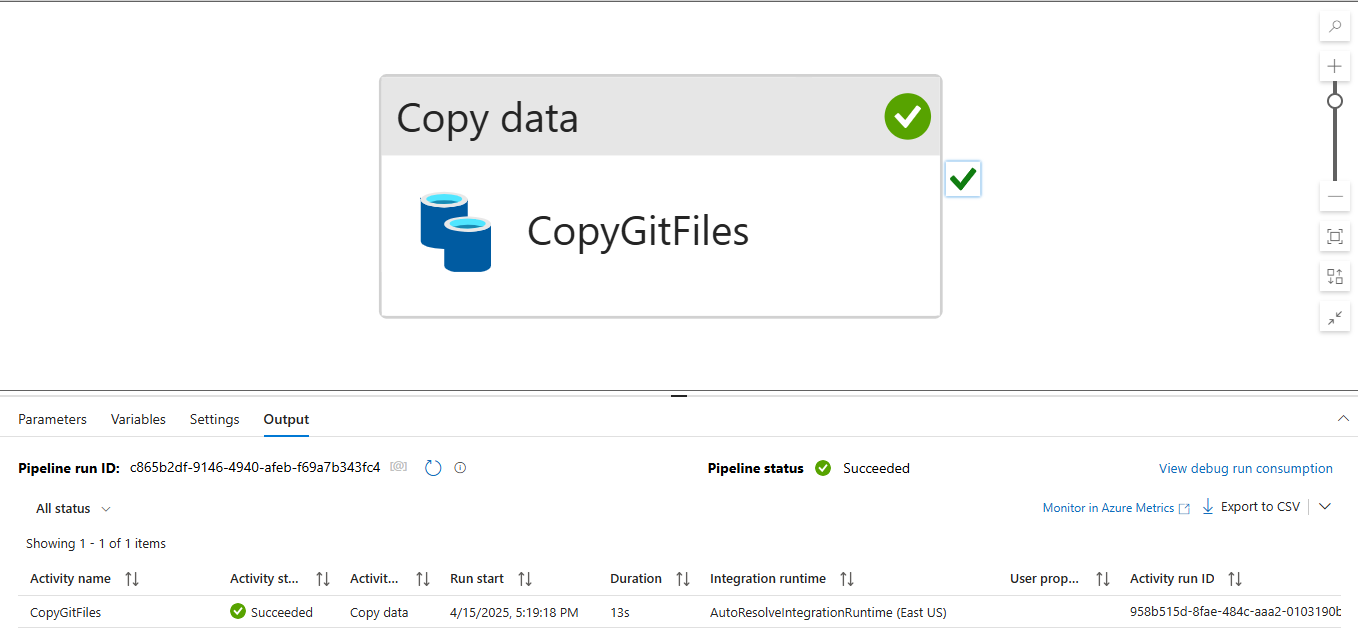 Copy data
CopyGitFiles
Parameters Variables Settings Output
Pipeline run ID: c865b2df-9146-4940-afeb-f69a7b343fc4 Pipeline status Succeeded View debug run consumption
All status Monitor in Azure Metrics Export to CSV
Showing 1 - 1 of 1 items
Activity name Activity st... Activit... Run start Duration Integration runtime User prop... Activity run ID
CopyGitFiles Succeeded Copy data 4/15/2025, 5:19:18 PM 13s AutoResolveIntegrationRuntime (East US) 958b515d-8fae-484c-aaa2-0103190b